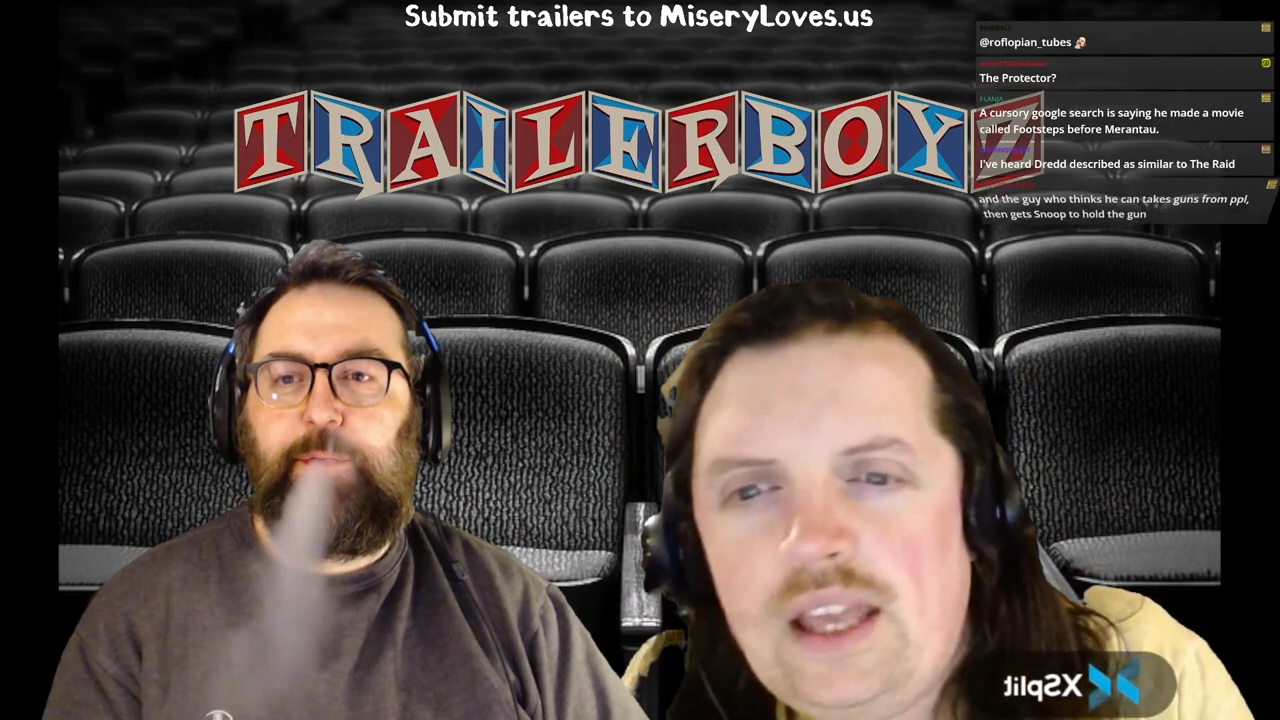 Submit trailers to MiseryLoves.us
TRAILERBOYZ
@roflopian_tubes
The Protector?
FLANJA
A cursory google search is saying he made a movie
called Footsteps before Merantau.
I've heard Dredd described as similar to The Raid
and the guy who thinks he can takes guns from ppl,
then gets Snoop to hold the gun
XSplit